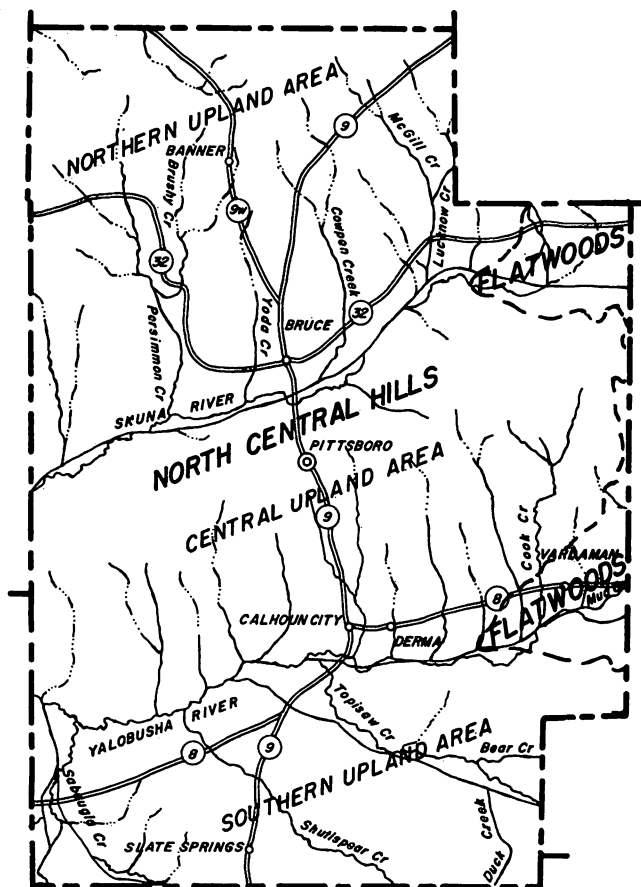 NORTHERN UPLAND AREA
9
McGill Cr
BANNER
Brushy Cr
9W
Cowpen Creek
Lucknow Cr
32
FLATWOODS
Persimmon Cr
Yoda Cr
BRUCE
32
SKUNA RIVER
NORTH CENTRAL HILLS
PITTSBORO
CENTRAL UPLAND AREA
9
Cook Cr
VARDAMAN
8
FLATWOODS
CALHOUN CITY
DERMA
Topisaw Cr
YALOBUSHA RIVER
8
9
Bear Cr
SOUTHERN UPLAND AREA
Sabougla Cr
Shutispear Cr
SLATE SPRINGS
Duck Creek